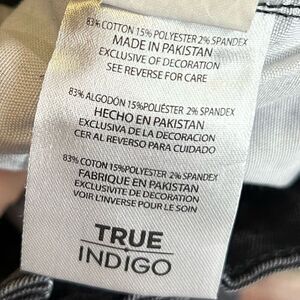 83% COTTON 15% POLYESTER 2% SPANDEX
MADE IN PAKISTAN
EXCLUSIVE OF DECORATION
SEE REVERSE FOR CARE
83% ALGODÓN 15%POLIÉSTER 2% SPANDEX
HECHO EN PAKISTAN
EXCLUSIVA DE LA DECORACION
CER AL REVERSO PARA CUIDADO
83% COTON 15%POLYESTER 2% SPANDEX
FABRIQUE EN PAKISTAN
EXCLUSIVITE DE DECORATION
VOIR L'INVERSE POUR LE SOIN
TRUE
INDIGO